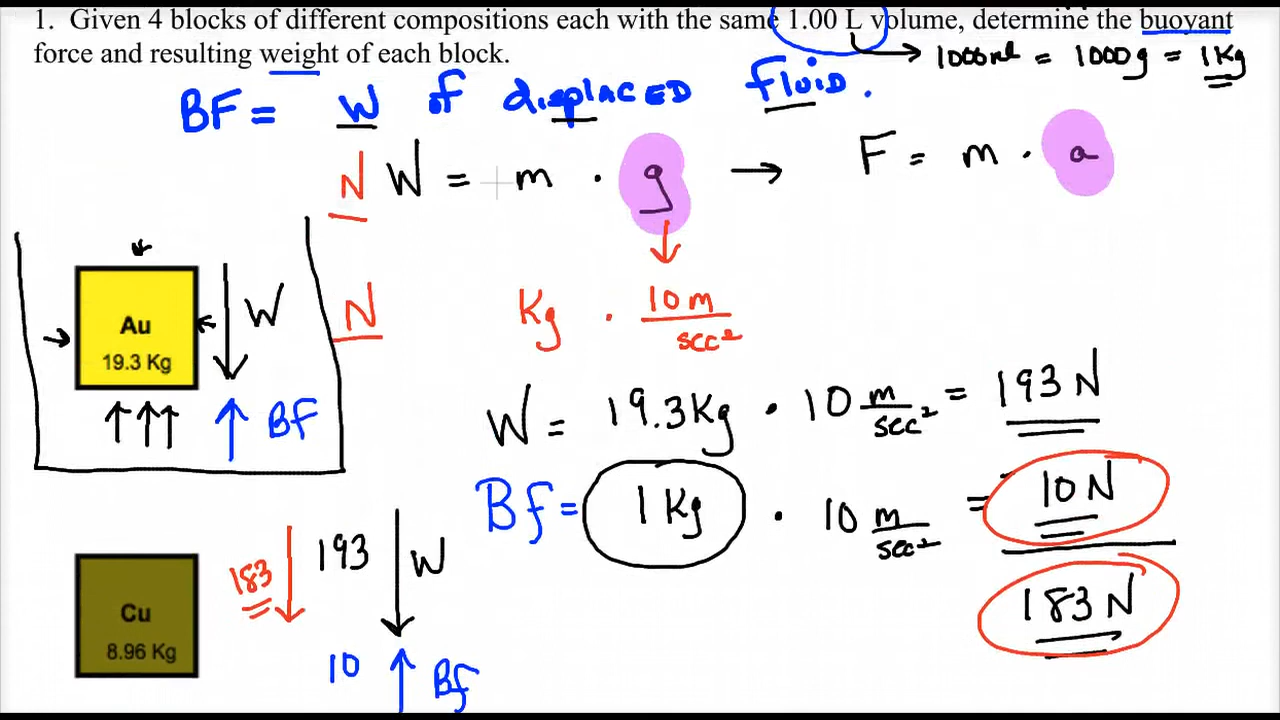 1. Given 4 blocks of different compositions each with the same 1.00 L volume, determine the buoyant
force and resulting weight of each block.
1000ml = 1000g = 1Kg
BF = W of displaced fluid.
N W = m · g → F = m · a
N Kg · 10 m / sec²
Au
19.3 Kg
W
BF
W = 19.3Kg · 10 m / sec² = 193 N
Bf = 1 Kg · 10 m / sec² = 10 N
183 N
Cu
8.96 Kg
183
193 W
10 Bf